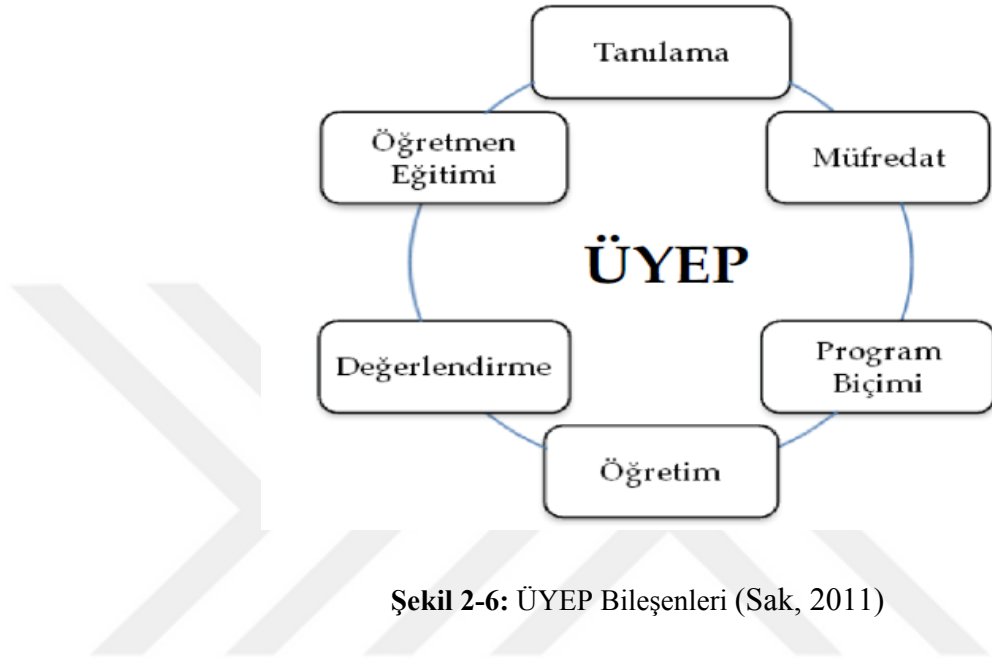 Tanılama
Öğretmen
Eğitimi
Müfredat
ÜYEP
Değerlendirme
Program
Biçimi
Öğretim
Şekil 2-6: ÜYEP Bileşenleri (Sak, 2011)